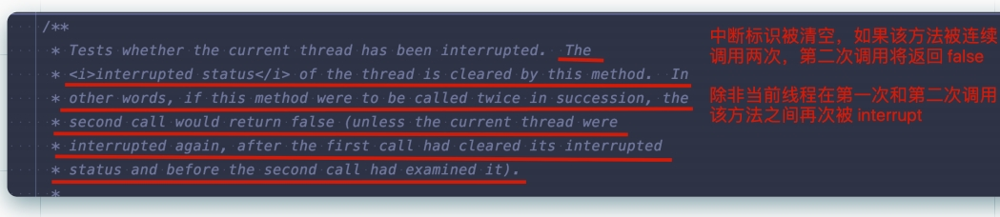 /**
* Tests whether the current thread has been interrupted.  The
* <i>interrupted status</i> of the thread is cleared by this method.  In
* other words, if this method were to be called twice in succession, the
* second call would return false (unless the current thread were
* interrupted again, after the first call had cleared its interrupted
* status and before the second call had examined it).
*
中断标识被清空，如果该方法被连续
调用两次，第二次调用将返回 false
除非当前线程在第一次和第二次调用
该方法之间再次被 interrupt